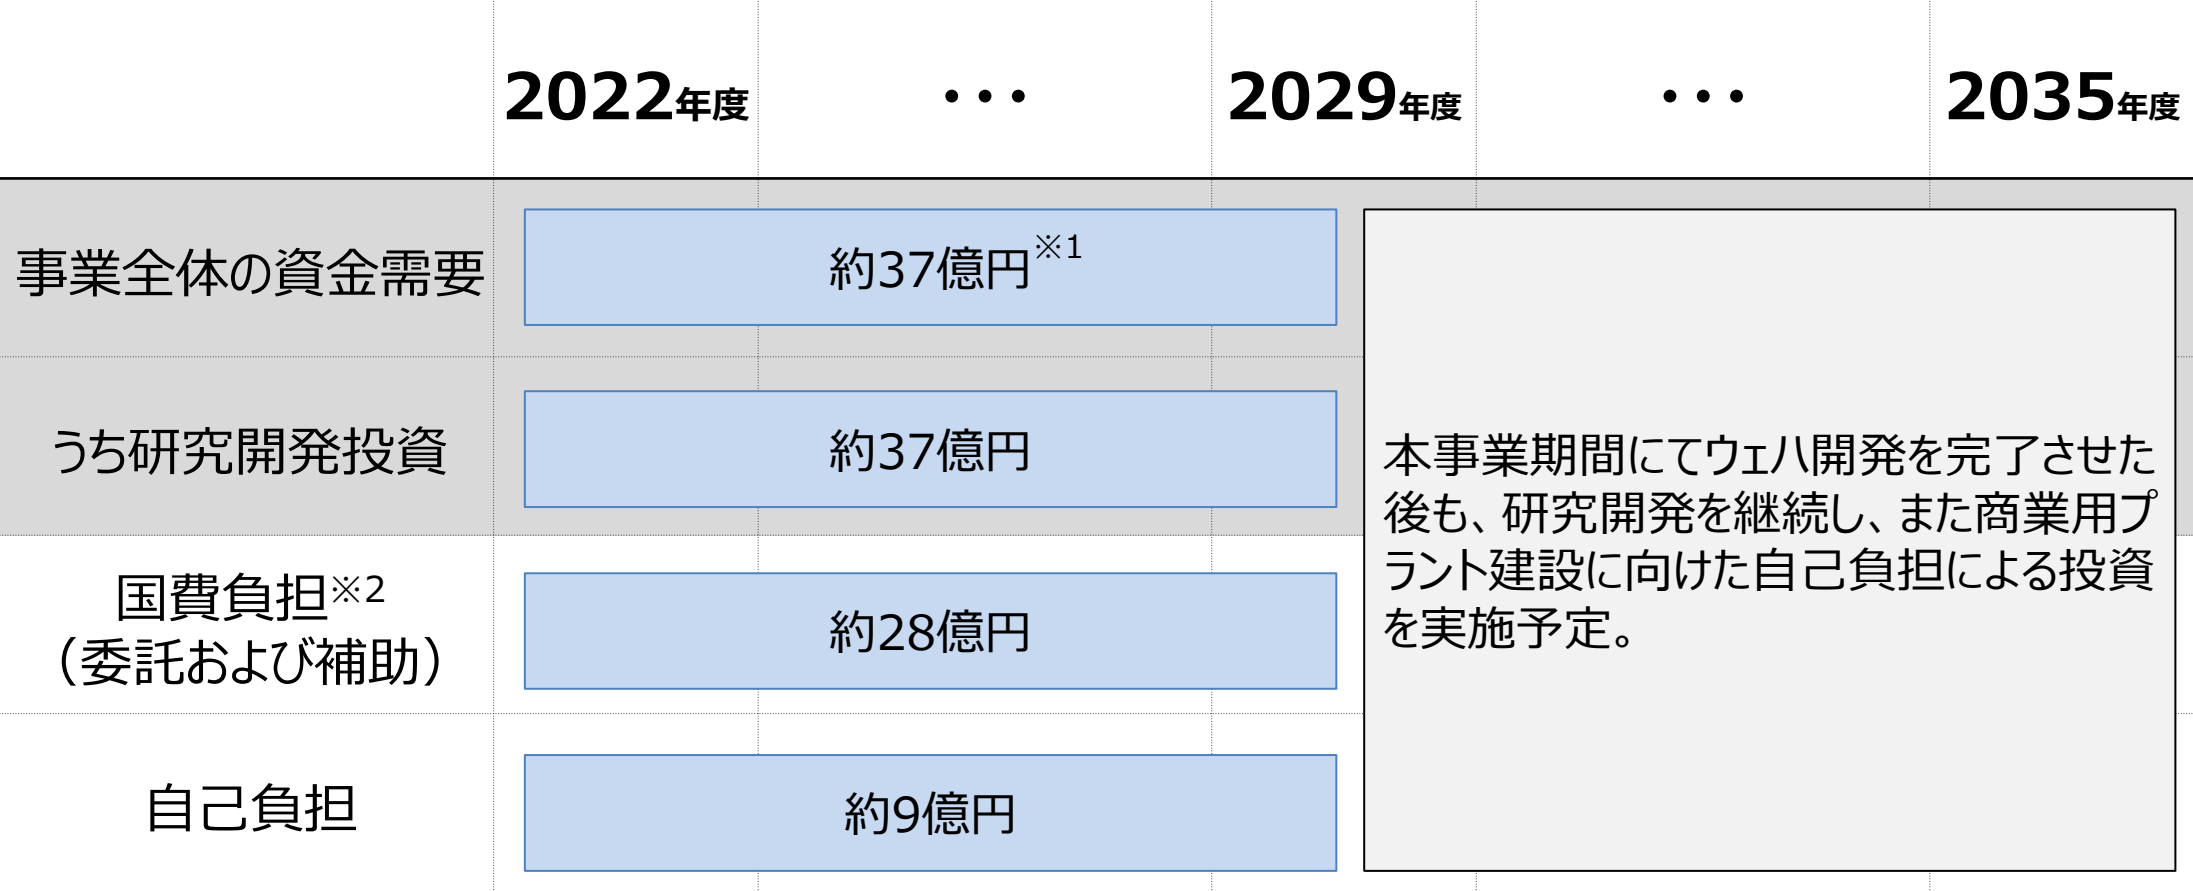 2022年度 ・・・ 2029年度 ・・・ 2035年度
事業全体の資金需要 約37億円※1
うち研究開発投資 約37億円
国費負担※2
（委託および補助） 約28億円
自己負担 約9億円
本事業期間にてウェハ開発を完了させた
後も、研究開発を継続し、また商業用プ
ラント建設に向けた自己負担による投資
を実施予定。